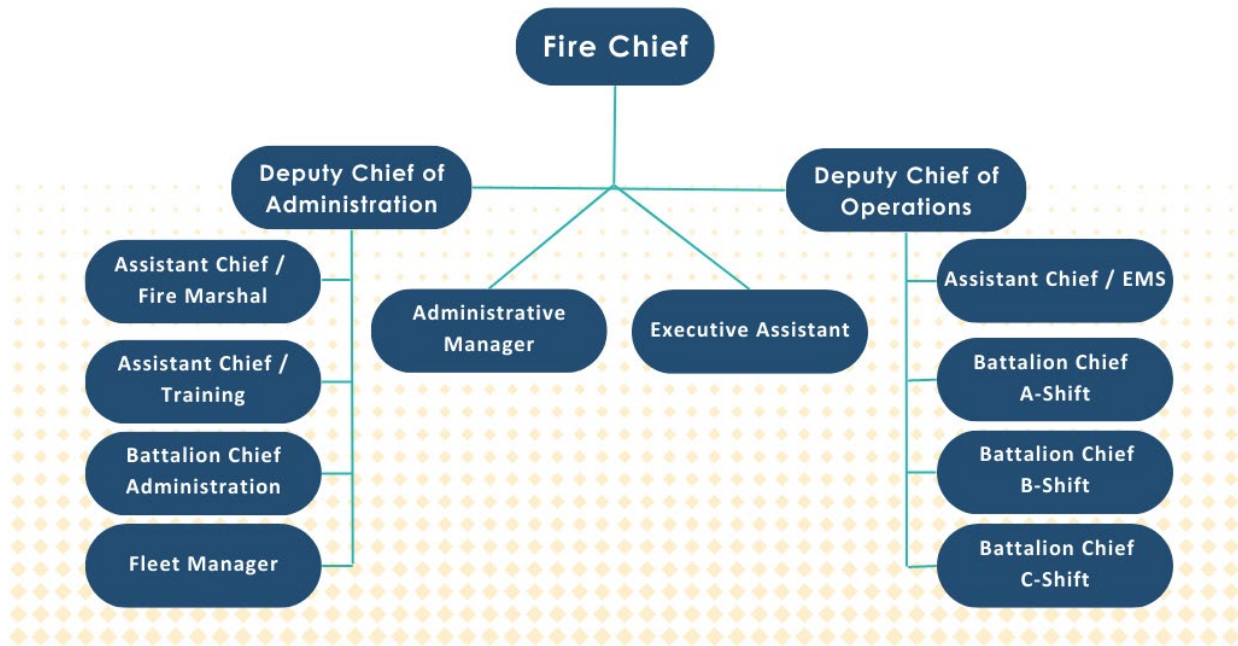 Fire Chief
Deputy Chief of
Administration
Deputy Chief of
Operations
Assistant Chief /
Fire Marshal
Assistant Chief /
Training
Battalion Chief
Administration
Fleet Manager
Administrative
Manager
Executive Assistant
Assistant Chief / EMS
Battalion Chief
A-Shift
Battalion Chief
B-Shift
Battalion Chief
C-Shift